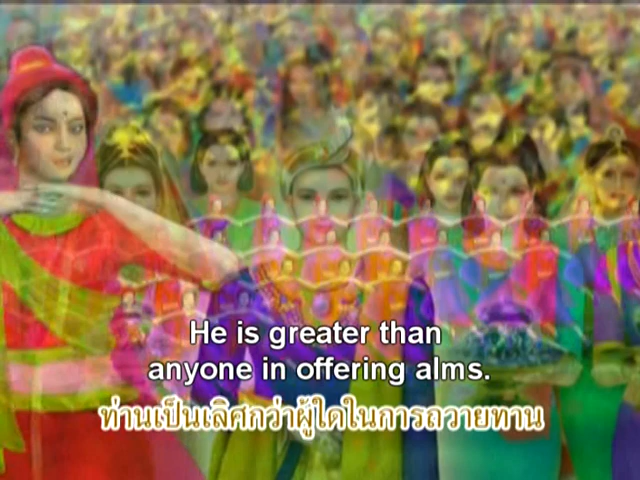 He is greater than
anyone in offering alms.
ท่านเป็นเลิศกว่าผู้ใดในการถวายทาน